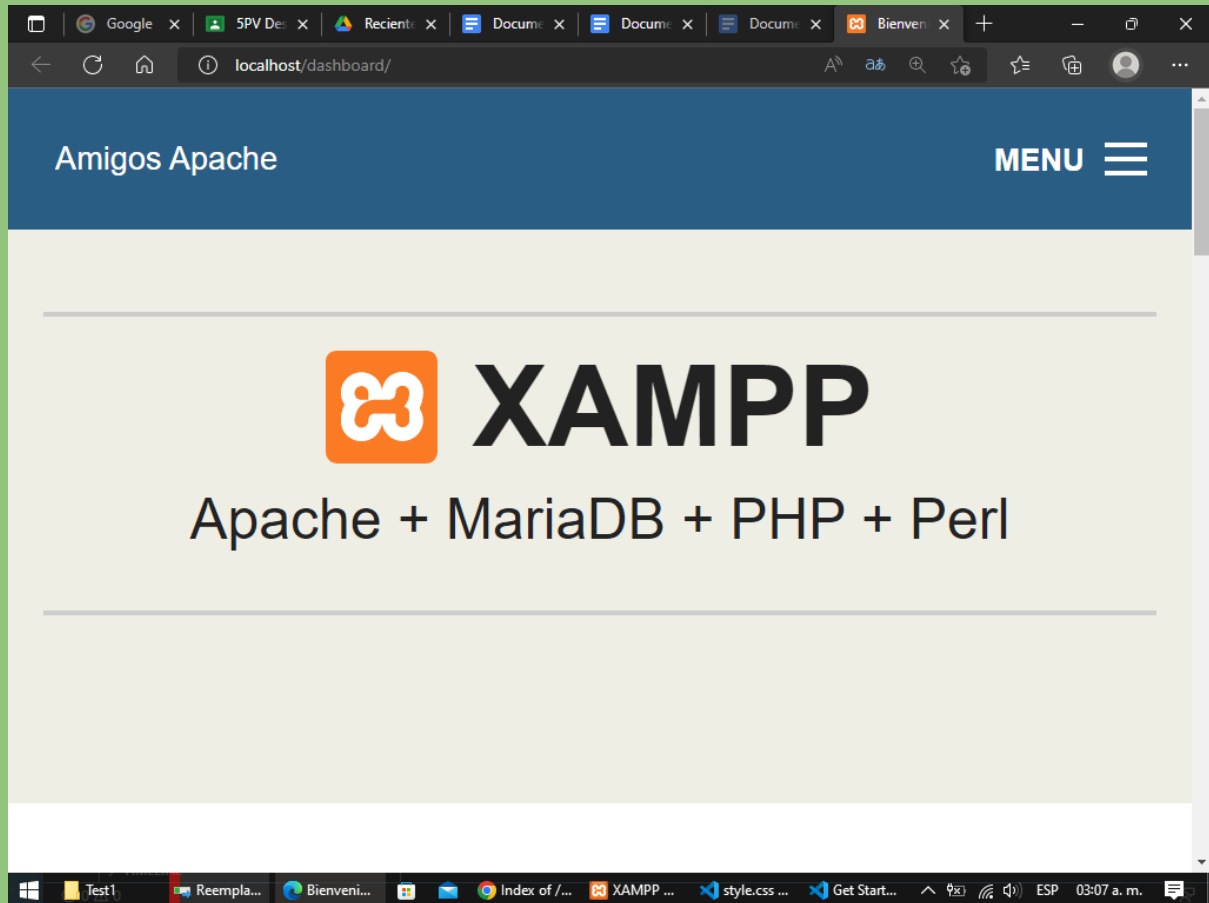 Google
5PV Des
Reciente
Docume
Docume
Docume
Bienveni
localhost/dashboard/
Amigos Apache
MENU
XAMPP
Apache + MariaDB + PHP + Perl
Test1
Reempla...
Bienveni...
Index of /...
XAMPP ...
style.css ...
Get Start...
ESP
03:07 a. m.